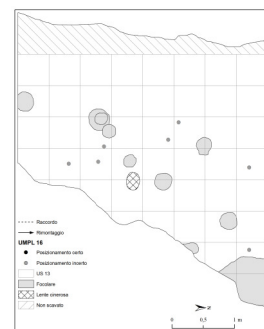 Raccordo
Rimontaggio
UMPL 16
Posizionamento certo
Posizionamento incerto
US 13
Focolare
Lente cinerosa
Non scavato
0 0,5 1 m